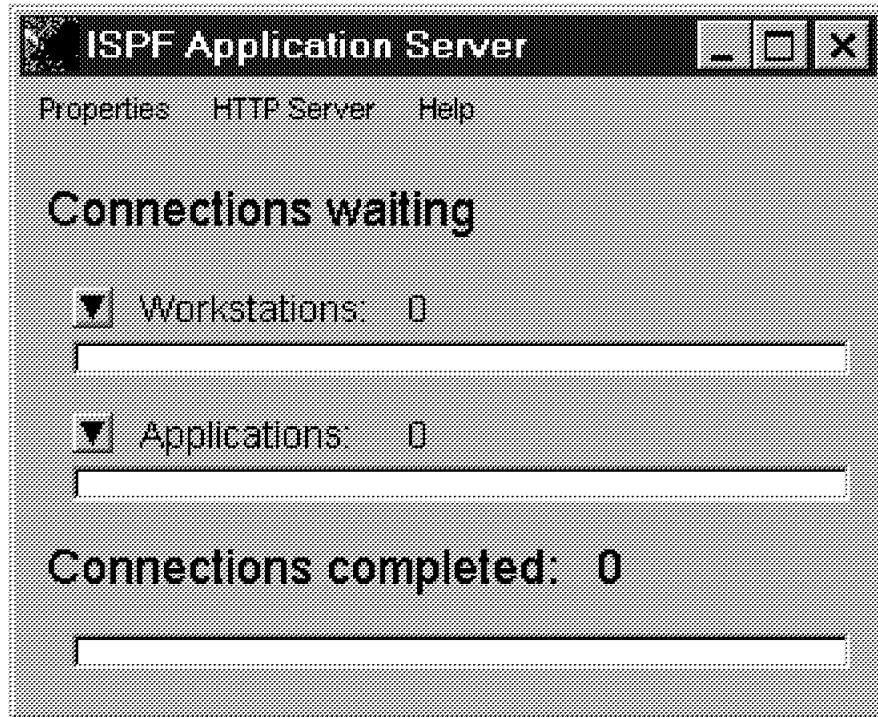 ISPF Application Server
Properties HTTP Server Help
Connections waiting
Workstations: 0
Applications: 0
Connections completed: 0